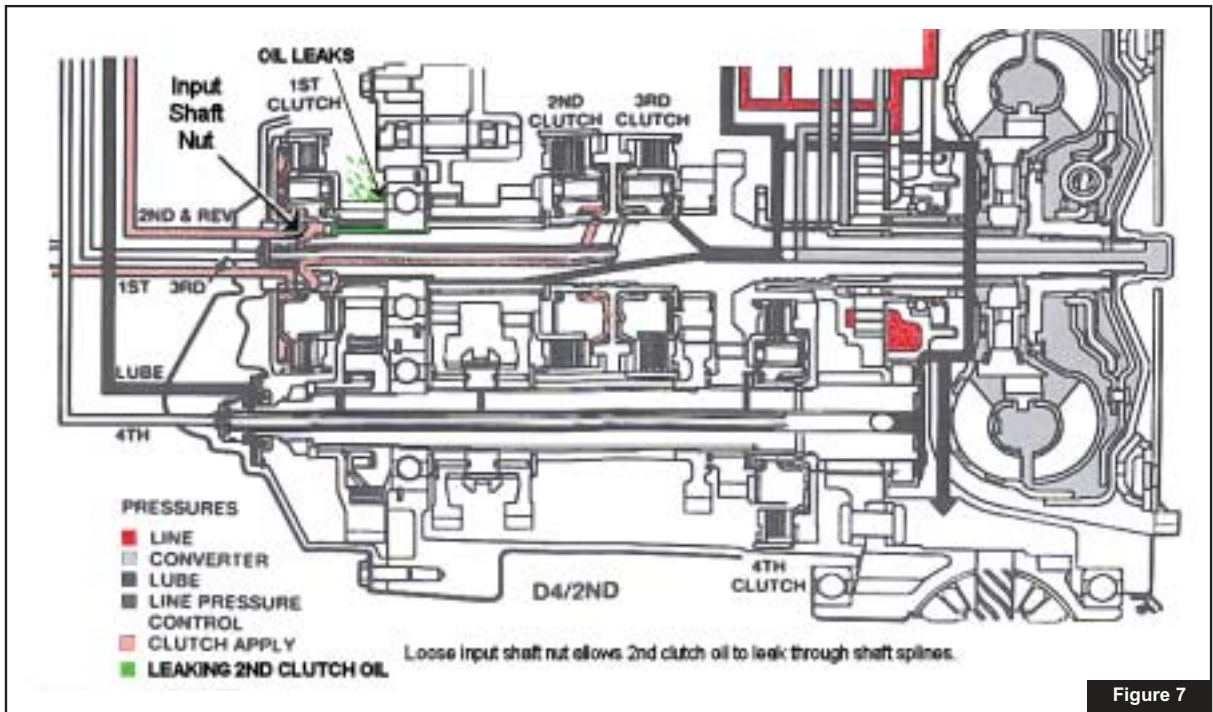 OIL LEAKS
1ST
CLUTCH
Input
Shaft
Nut
2ND
CLUTCH
3RD
CLUTCH
2ND & REV
1ST
3RD
LUBE
4TH
PRESSURES
LINE
CONVERTER
LUBE
LINE PRESSURE
CONTROL
CLUTCH APPLY
LEAKING 2ND CLUTCH OIL
4TH
CLUTCH
D4/2ND
Loose input shaft nut allows 2nd clutch oil to leak through shaft splines.
Figure 7